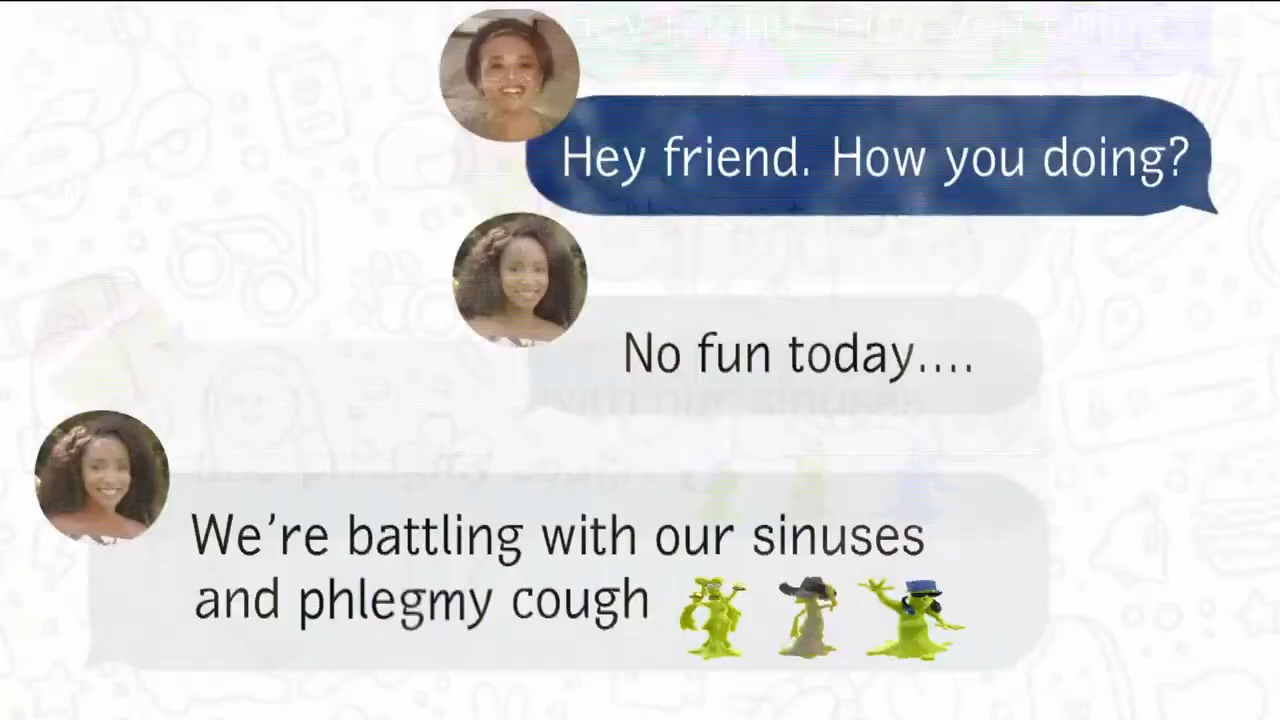 Hey friend. How you doing?
No fun today....
We're battling with our sinuses
and phlegmy cough